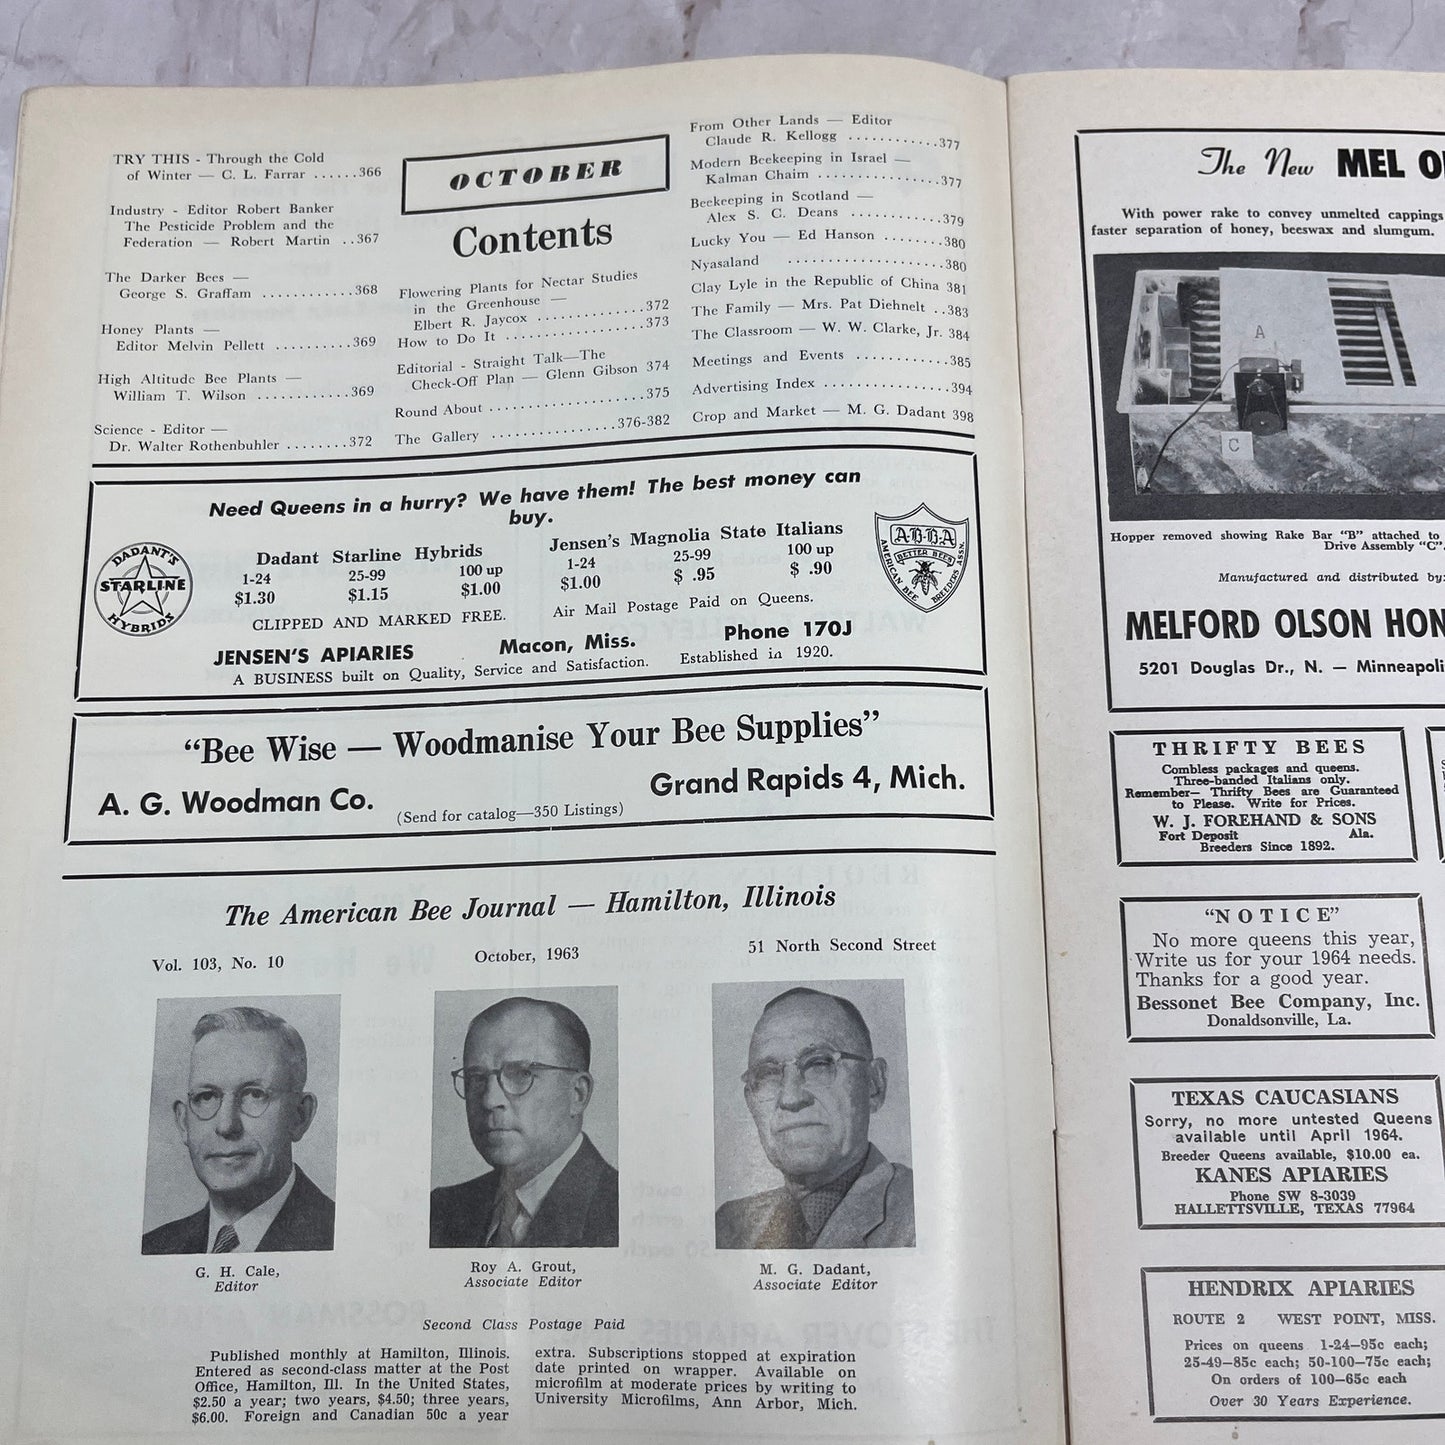 TRY THIS - Through the Cold
of Winter — C. L. Farrar ......366
Industry - Editor Robert Banker
The Pesticide Problem and the
Federation — Robert Martin ..367
The Darker Bees —
George S. Graffam ............368
Honey Plants —
Editor Melvin Pellett ..........369
High Altitude Bee Plants —
William T. Wilson ............369
Science - Editor —
Dr. Walter Rothenbuhler ........372
OCTOBER
Contents
Flowering Plants for Nectar Studies
in the Greenhouse —
Elbert R. Jaycox ..............372
How to Do It ..................373
Editorial - Straight Talk—The
Check-Off Plan — Glenn Gibson 374
Round About ....................375
The Gallery ................376-382
From Other Lands — Editor
Claude R. Kellogg ............377
Modern Beekeeping in Israel —
Kalman Chaim ................377
Beekeeping in Scotland —
Alex S. C. Deans ............379
Lucky You — Ed Hanson ........380
Nyasaland ....................380
Clay Lyle in the Republic of China 381
The Family — Mrs. Pat Diehnelt ..383
The Classroom — W. W. Clarke, Jr. 384
Meetings and Events ............385
Advertising Index ................394
Crop and Market — M. G. Dadant 398
Need Queens in a hurry? We have them! The best money can
buy.
DADANT'S
STARLINE
HYBRIDS
Dadant Starline Hybrids
1-24 25-99 100 up
$1.30 $1.15 $1.00
CLIPPED AND MARKED FREE.
Jensen's Magnolia State Italians
1-24 25-99 100 up
$1.00 $ .95 $ .90
Air Mail Postage Paid on Queens.
A·B·B·A
BETTER BEES
AMERICAN BEE BREEDERS ASSN.
JENSEN'S APIARIES Macon, Miss. Phone 170J
A BUSINESS built on Quality, Service and Satisfaction. Established in 1920.
"Bee Wise — Woodmanise Your Bee Supplies"
A. G. Woodman Co. (Send for catalog—350 Listings) Grand Rapids 4, Mich.
The American Bee Journal — Hamilton, Illinois
Vol. 103, No. 10 October, 1963 51 North Second Street
G. H. Cale,
Editor
Roy A. Grout,
Associate Editor
M. G. Dadant,
Associate Editor
Second Class Postage Paid
Published monthly at Hamilton, Illinois.
Entered as second-class matter at the Post
Office, Hamilton, Ill. In the United States,
$2.50 a year; two years, $4.50; three years,
$6.00. Foreign and Canadian 50c a year
extra. Subscriptions stopped at expiration
date printed on wrapper. Available on
microfilm at moderate prices by writing to
University Microfilms, Ann Arbor, Mich.
The New MEL O
With power rake to convey unmelted cappings
faster separation of honey, beeswax and slumgum.
A
C
Hopper removed showing Rake Bar "B" attached to
Drive Assembly "C".
Manufactured and distributed by:
MELFORD OLSON HON
5201 Douglas Dr., N. — Minneapoli
THRIFTY BEES
Combless packages and queens.
Three-banded Italians only.
Remember— Thrifty Bees are Guaranteed
to Please. Write for Prices.
W. J. FOREHAND & SONS
Fort Deposit Ala.
Breeders Since 1892.
"NOTICE"
No more queens this year,
Write us for your 1964 needs.
Thanks for a good year.
Bessonet Bee Company, Inc.
Donaldsonville, La.
TEXAS CAUCASIANS
Sorry, no more untested Queens
available until April 1964.
Breeder Queens available, $10.00 ea.
KANES APIARIES
Phone SW 8-3039
HALLETTSVILLE, TEXAS 77964
HENDRIX APIARIES
ROUTE 2 WEST POINT, MISS.
Prices on queens 1-24—95c each;
25-49—85c each; 50-100—75c each;
On orders of 100—65c each
Over 30 Years Experience.